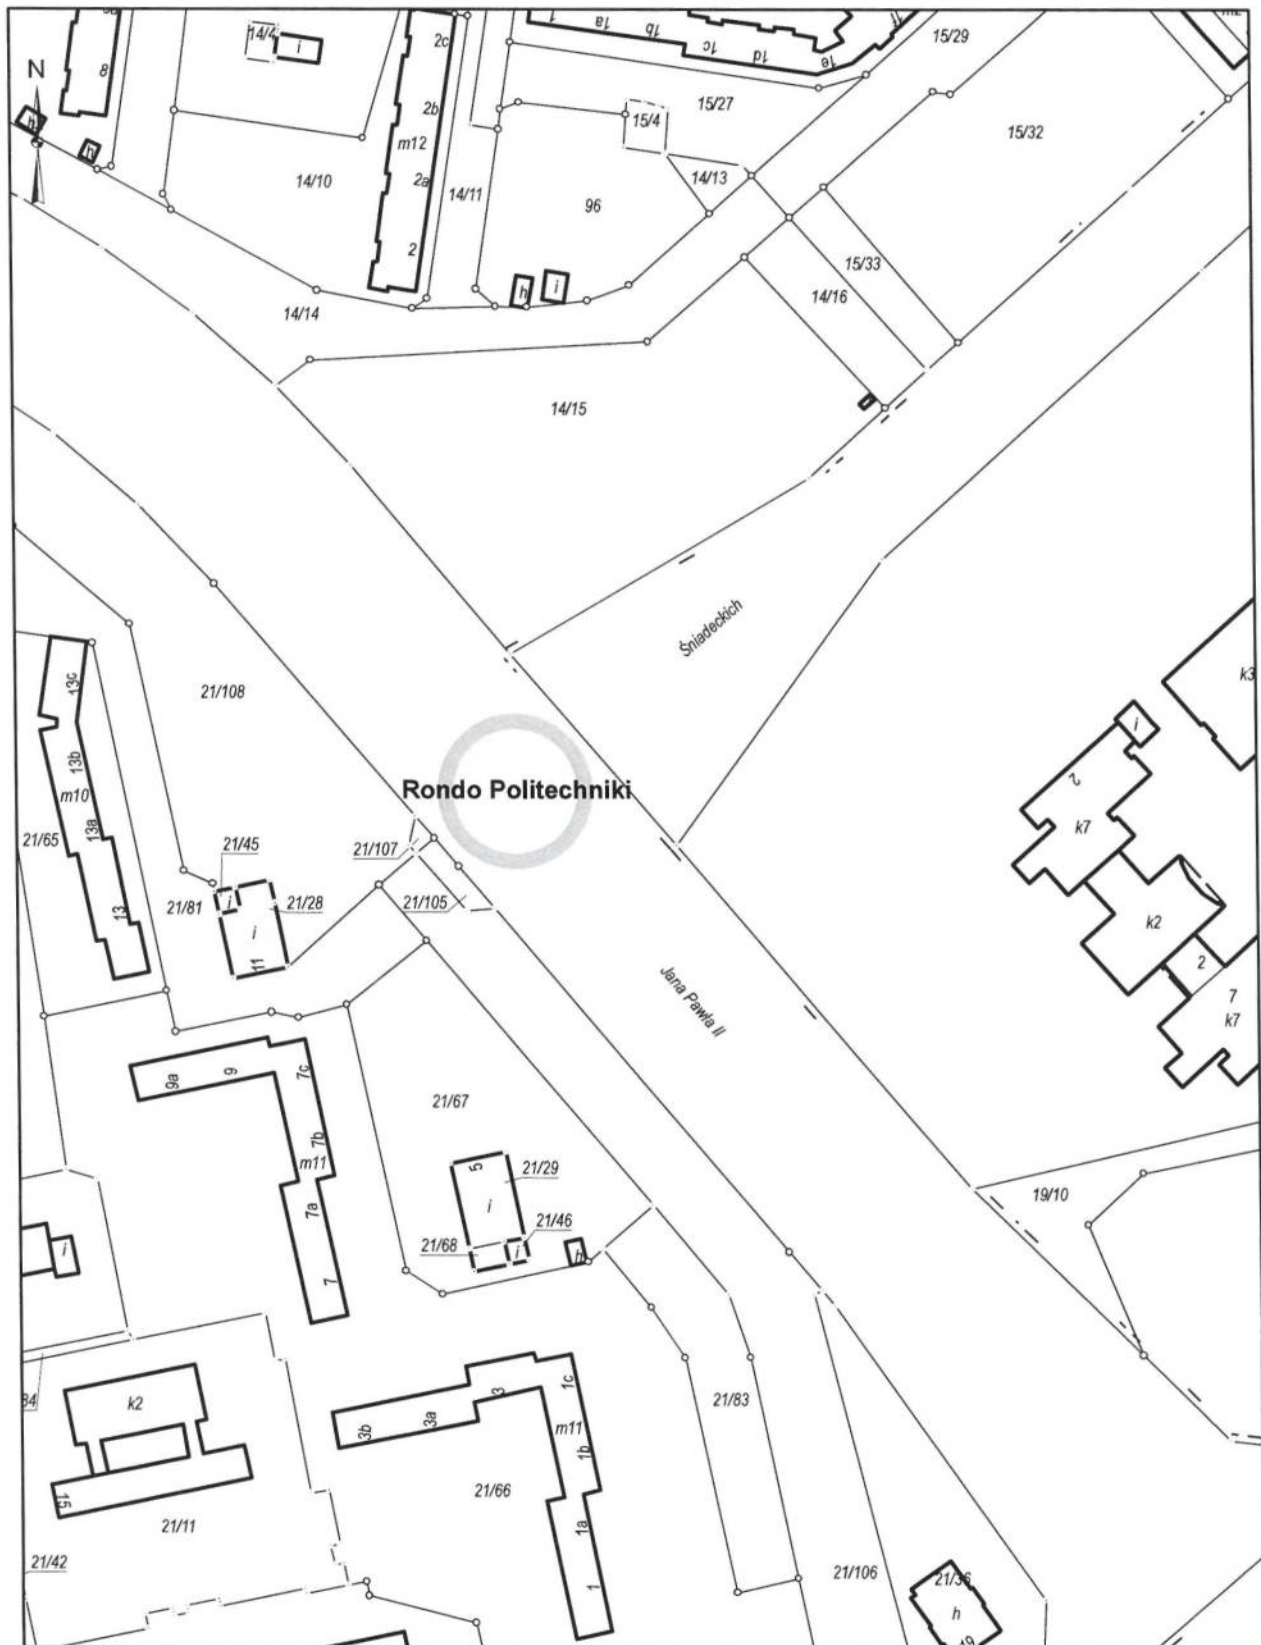 14/4
i
2c
1
1a
1b
1c
1d
1e
15/29
N
8
h
h
2b
m12
15/27
15/4
15/32
14/10
2a
14/11
14/13
96
2
h
i
15/33
14/16
14/14
14/15
Śniadeckich
13c
21/108
k3
i
13b
m10
Rondo Politechniki
2
k7
21/65
13a
21/45
21/107
21/81
i
21/28
21/105
13
i
11
k2
2
Jana Pawła II
7
k7
9a
9
7c
21/67
7b
m11
5
21/29
i
7a
21/46
21/68
i
h
19/10
i
7
84
k2
3b
3a
3
1c
m11
21/83
1b
15
21/66
21/11
1a
21/42
1
21/106
21/36
h
19